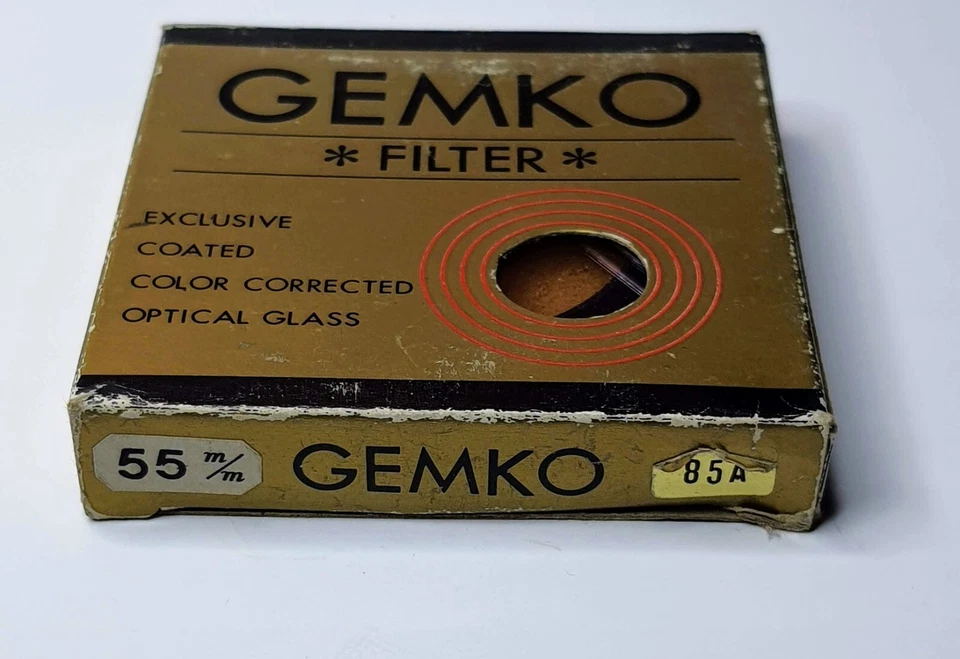 GEMKO
* FILTER *
EXCLUSIVE
COATED
COLOR CORRECTED
OPTICAL GLASS
55 m/m GEMKO 85A